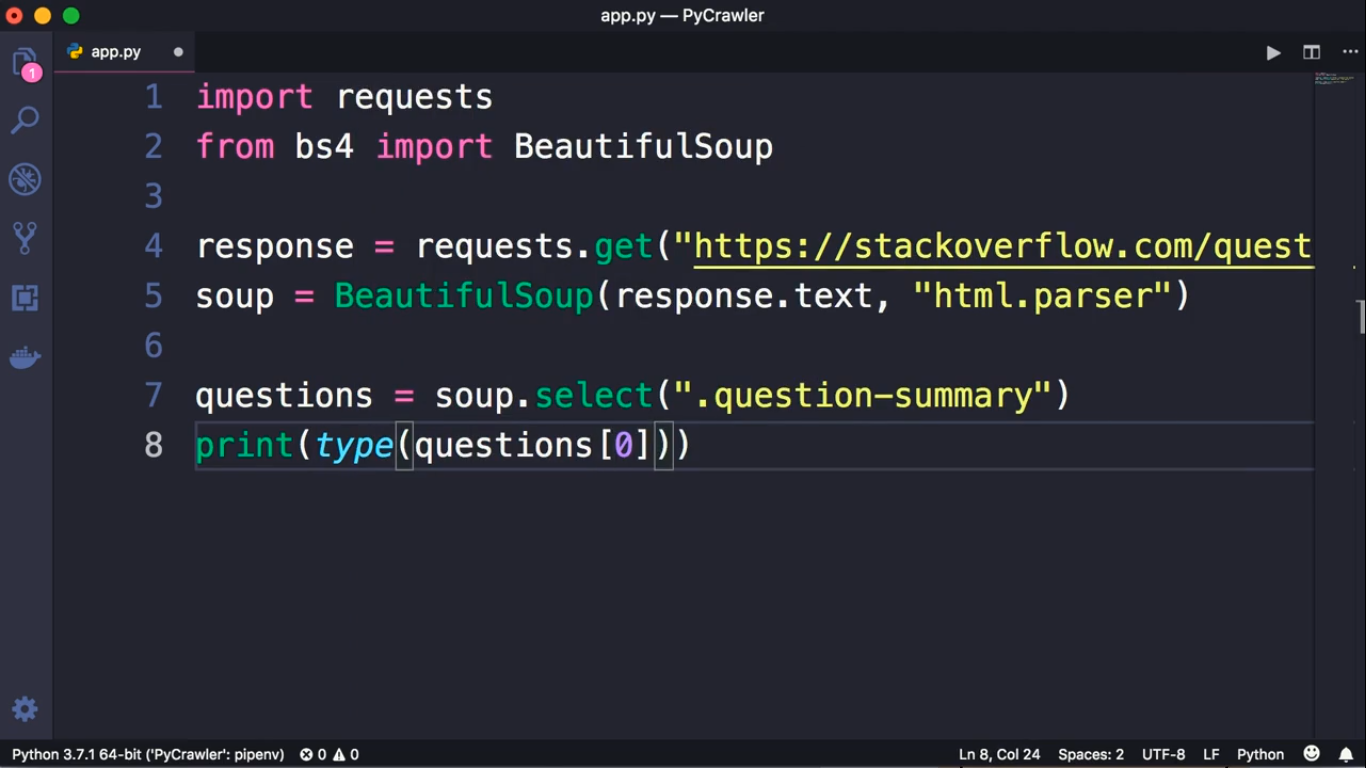 app.py — PyCrawler
app.py
1
1 import requests
2 from bs4 import BeautifulSoup
3
4 response = requests.get("https://stackoverflow.com/quest
5 soup = BeautifulSoup(response.text, "html.parser")
6
7 questions = soup.select(".question-summary")
8 print(type(questions[0]))
Python 3.7.1 64-bit ('PyCrawler': pipenv) 0 0 Ln 8, Col 24 Spaces: 2 UTF-8 LF Python